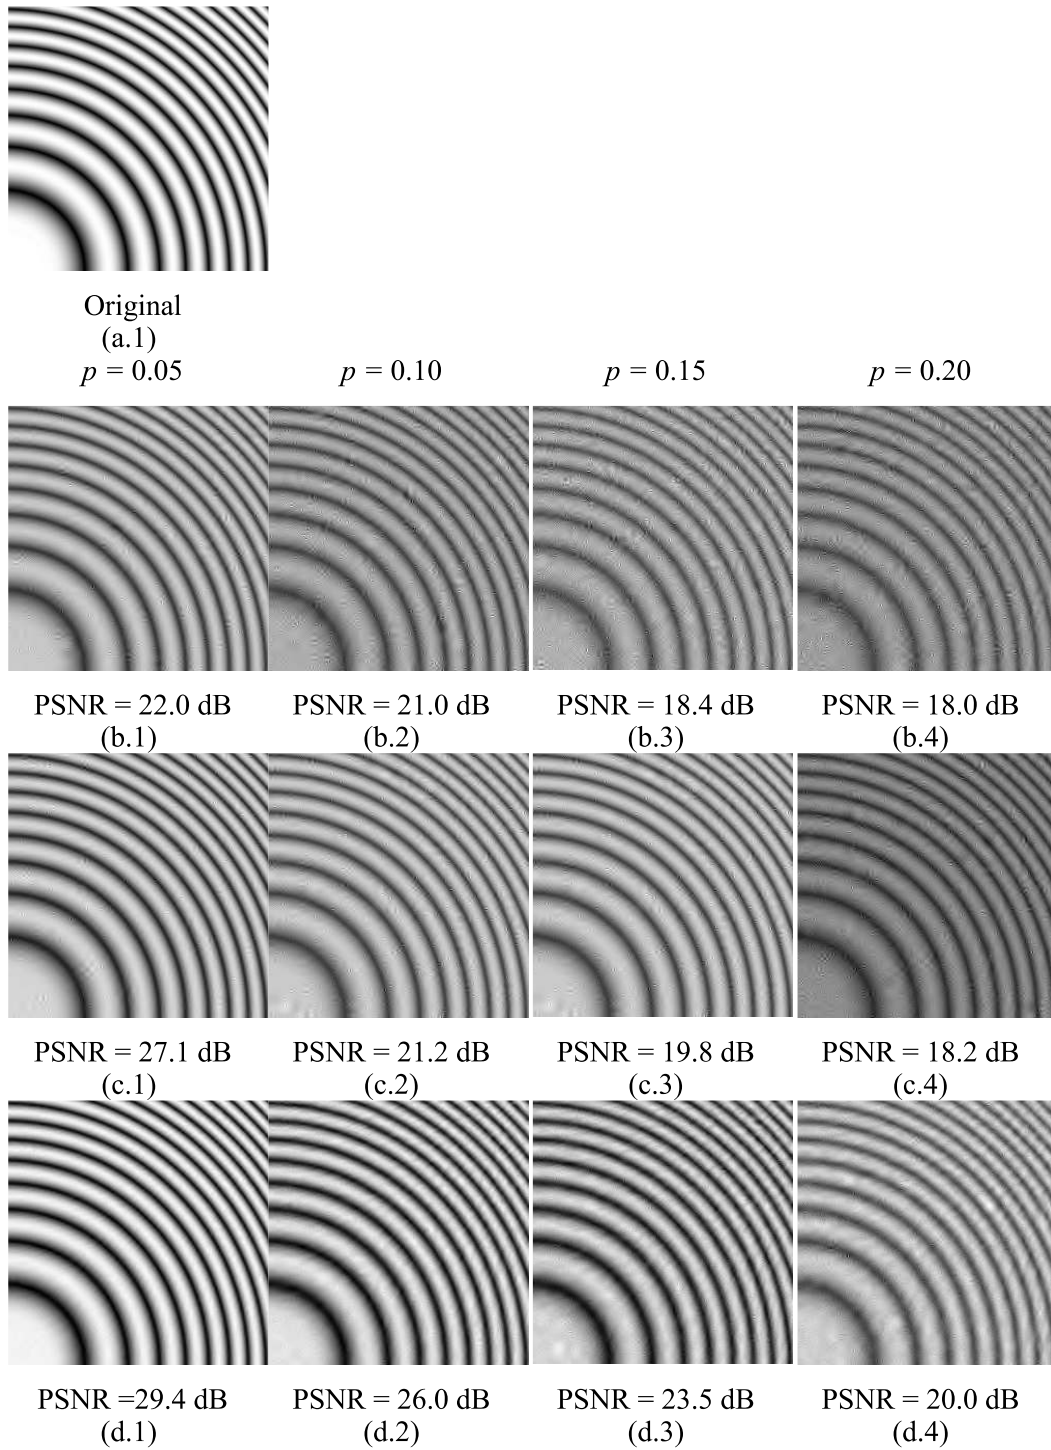 Original
(a.1)
p = 0.05 p = 0.10 p = 0.15 p = 0.20
PSNR = 22.0 dB PSNR = 21.0 dB PSNR = 18.4 dB PSNR = 18.0 dB
(b.1) (b.2) (b.3) (b.4)
PSNR = 27.1 dB PSNR = 21.2 dB PSNR = 19.8 dB PSNR = 18.2 dB
(c.1) (c.2) (c.3) (c.4)
PSNR =29.4 dB PSNR = 26.0 dB PSNR = 23.5 dB PSNR = 20.0 dB
(d.1) (d.2) (d.3) (d.4)